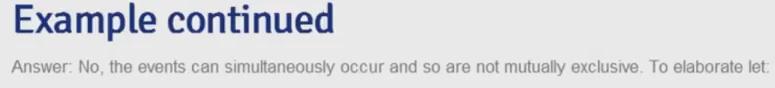 Example continued
Answer: No, the events can simultaneously occur and so are not mutually exclusive. To elaborate let: